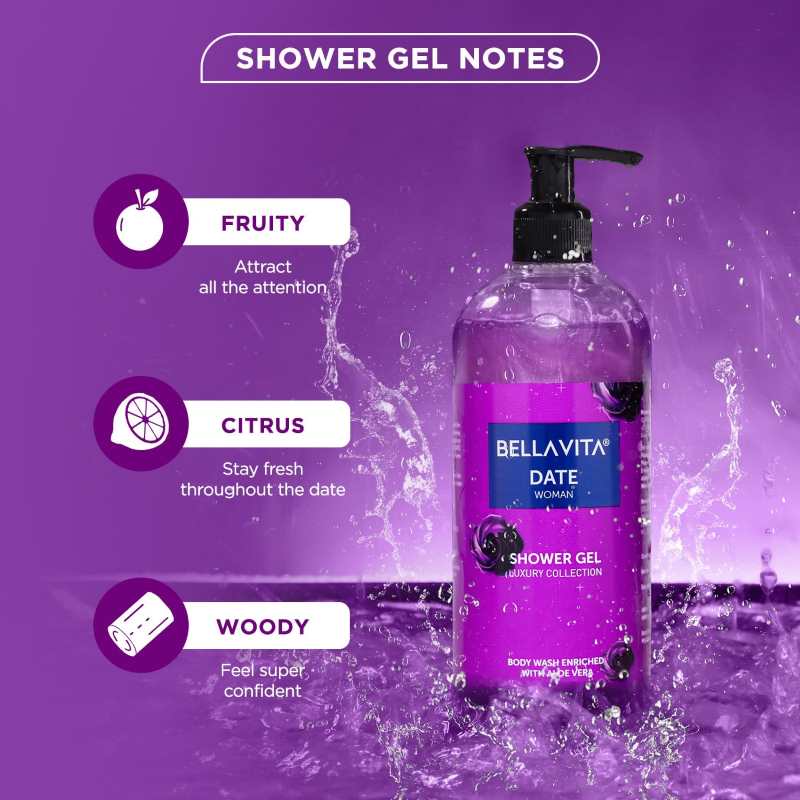 SHOWER GEL NOTES
FRUITY
Attract
all the attention
CITRUS
Stay fresh
throughout the date
WOODY
Feel super
confident
BELLAVITA®
DATE
WOMAN
SHOWER GEL
LUXURY COLLECTION
BODY WASH ENRICHED
WITH ALOE VERA